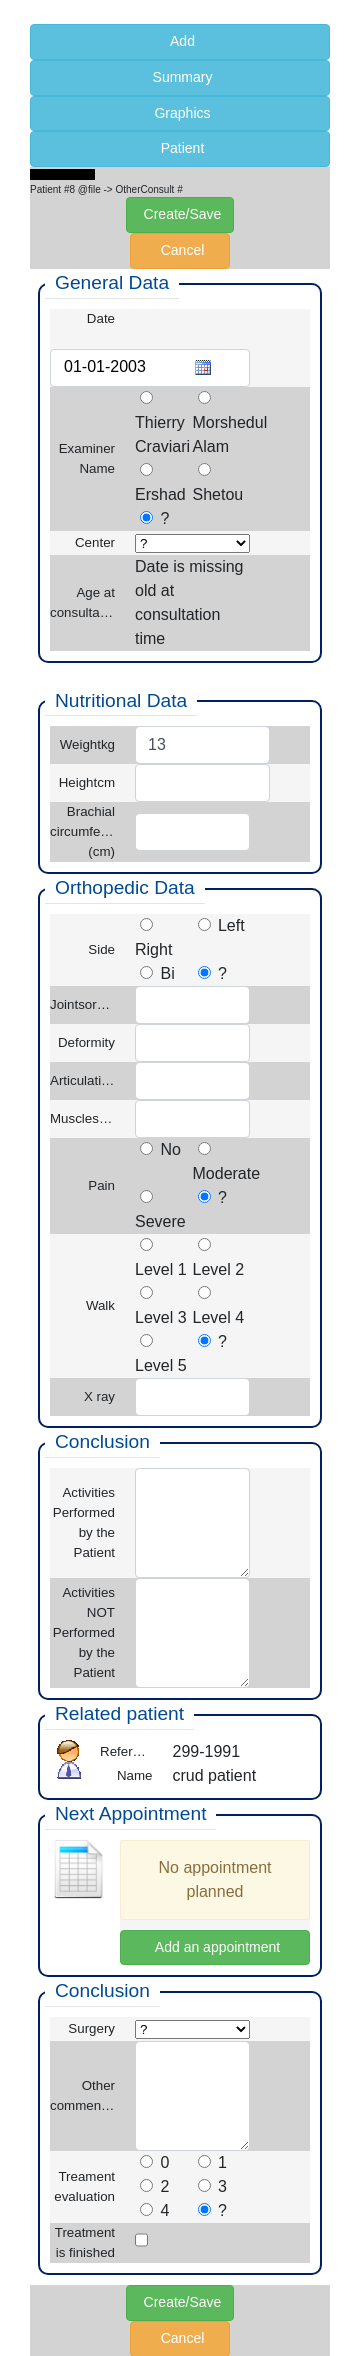 Add
Summary
Graphics
Patient
Patient #8 @file -> OtherConsult #
Create/Save
Cancel
General Data
Date
01-01-2003
Examiner Name
Thierry Craviari
Morshedul Alam
Ershad
Shetou
?
Center
?
Age at consulta…
Date is missing
old at
consultation
time
Nutritional Data
Weightkg
13
Heightcm
Brachial
circumfe…
(cm)
Orthopedic Data
Side
Right
Left
Bi
?
Jointsor…
Deformity
Articulati…
Muscles…
Pain
No
Moderate
Severe
?
Walk
Level 1
Level 2
Level 3
Level 4
Level 5
?
X ray
Conclusion
Activities
Performed
by the
Patient
Activities
NOT
Performed
by the
Patient
Related patient
Refer… 299-1991
Name crud patient
Next Appointment
No appointment
planned
Add an appointment
Conclusion
Surgery
?
Other
commen…
Treament
evaluation
0 1
2 3
4 ?
Treatment
is finished
Create/Save
Cancel